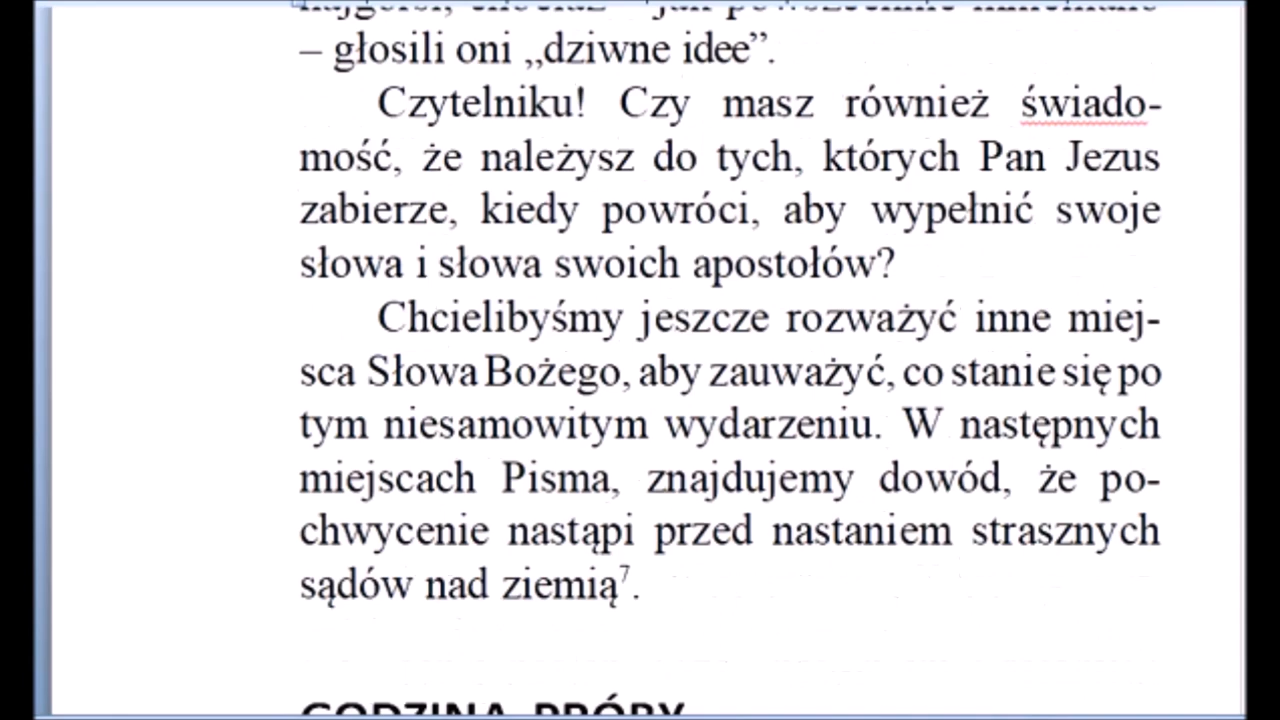 – głosili oni „dziwne idee”.
Czytelniku! Czy masz również świado-
mość, że należysz do tych, których Pan Jezus
zabierze, kiedy powróci, aby wypełnić swoje
słowa i słowa swoich apostołów?
Chcielibyśmy jeszcze rozważyć inne miej-
sca Słowa Bożego, aby zauważyć, co stanie się po
tym niesamowitym wydarzeniu. W następnych
miejscach Pisma, znajdujemy dowód, że po-
chwycenie nastąpi przed nastaniem strasznych
sądów nad ziemią⁷.
GODZINA PRÓBY